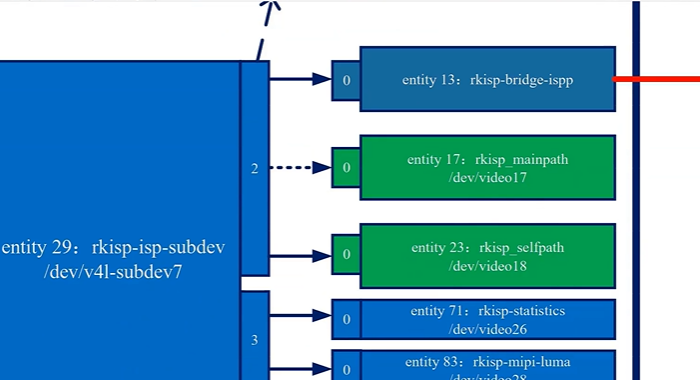 0
entity 13：rkisp-bridge-ispp
2
0
entity 17：rkisp_mainpath
/dev/video17
entity 29：rkisp-isp-subdev
/dev/v4l-subdev7
0
entity 23：rkisp_selfpath
/dev/video18
3
0
entity 71：rkisp-statistics
/dev/video26
0
entity 83：rkisp-mipi-luma
/dev/video28